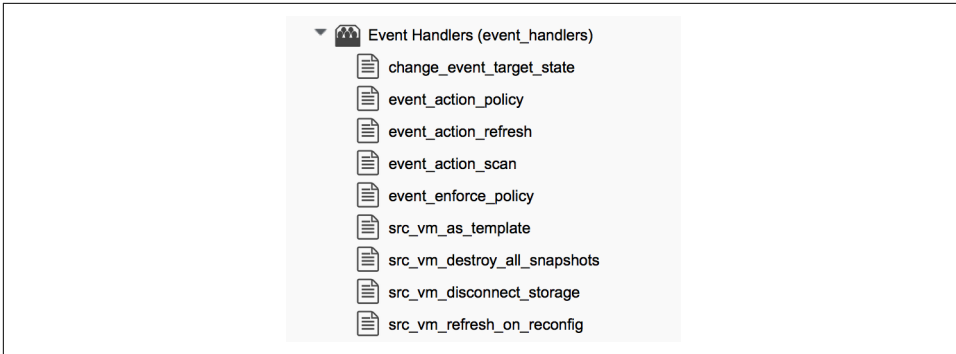 Event Handlers (event_handlers)
change_event_target_state
event_action_policy
event_action_refresh
event_action_scan
event_enforce_policy
src_vm_as_template
src_vm_destroy_all_snapshots
src_vm_disconnect_storage
src_vm_refresh_on_reconfig